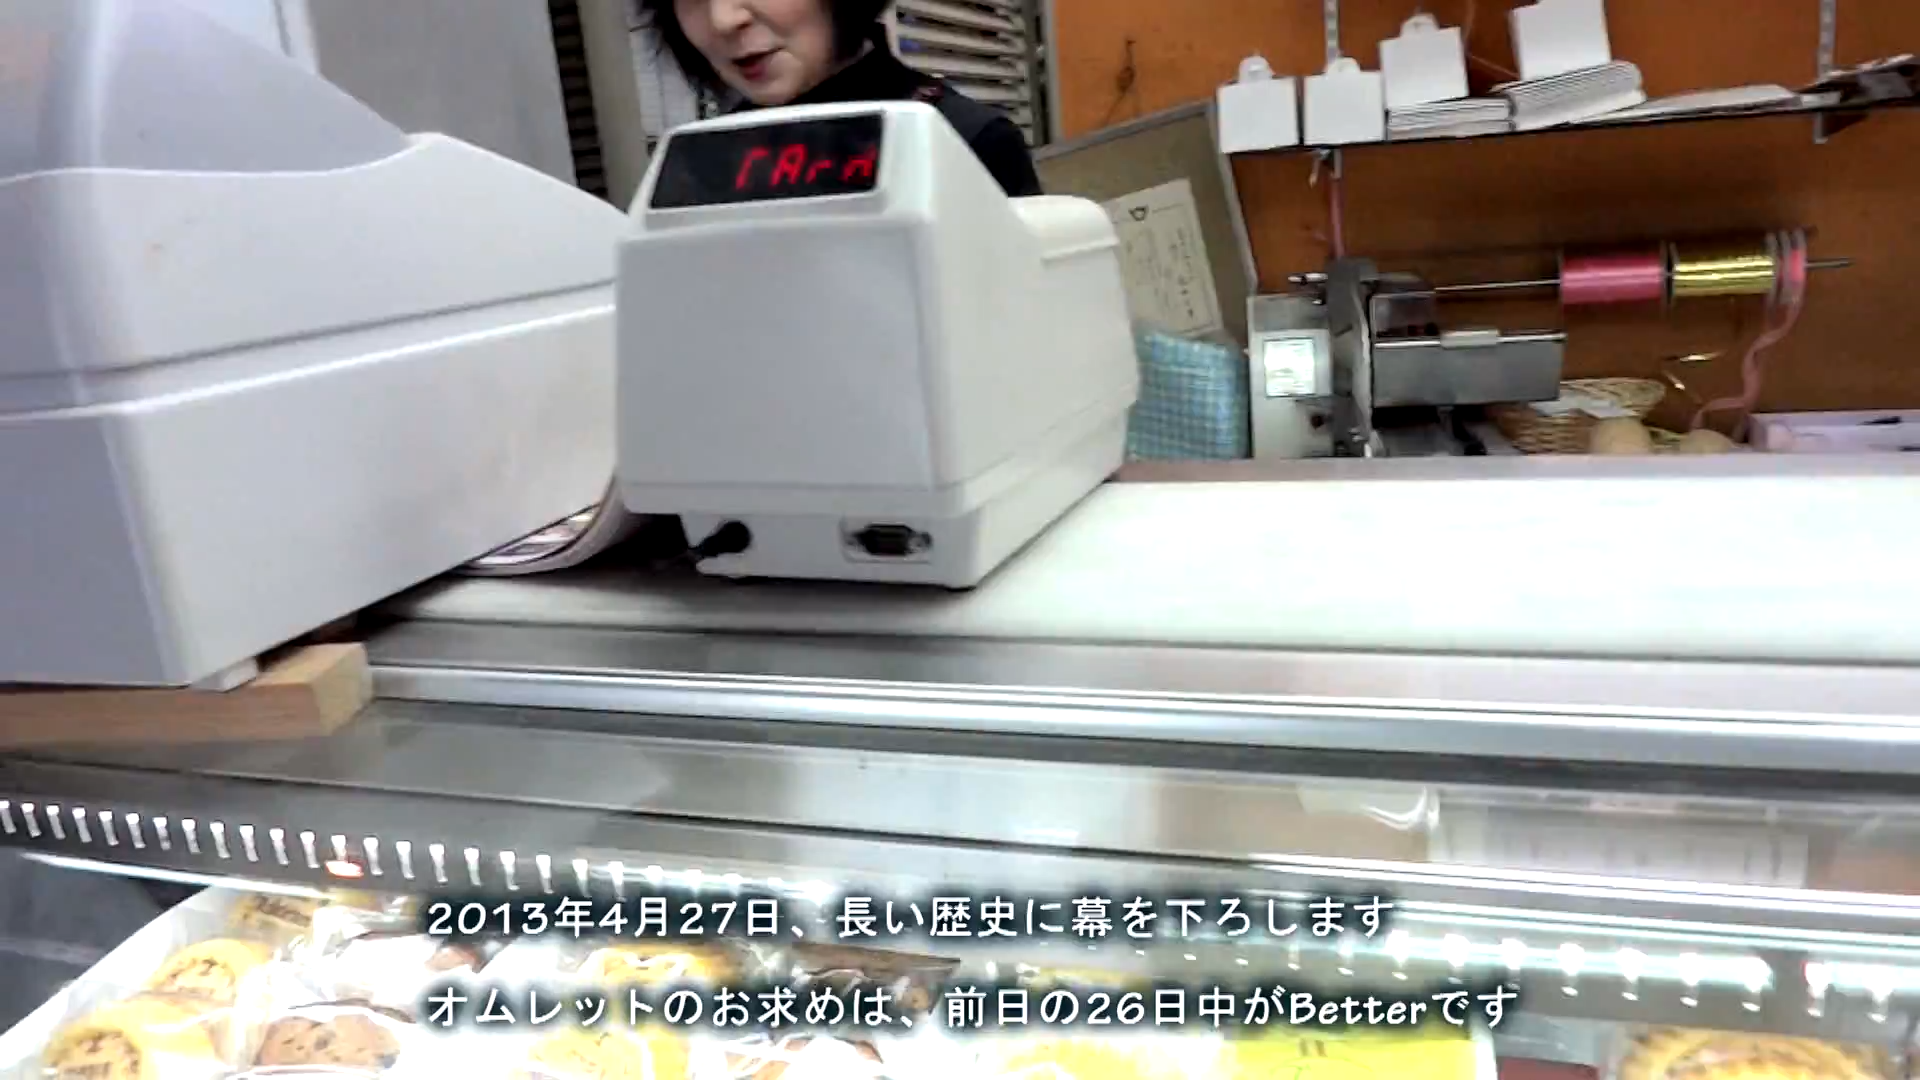 2013年4月27日、長い歴史に幕を下ろします
オムレットのお求めは、前日の26日中がBetterです